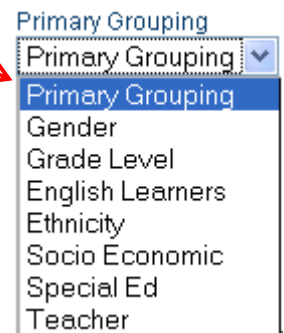 Primary Grouping
Primary Grouping
Primary Grouping
Gender
Grade Level
English Learners
Ethnicity
Socio Economic
Special Ed
Teacher